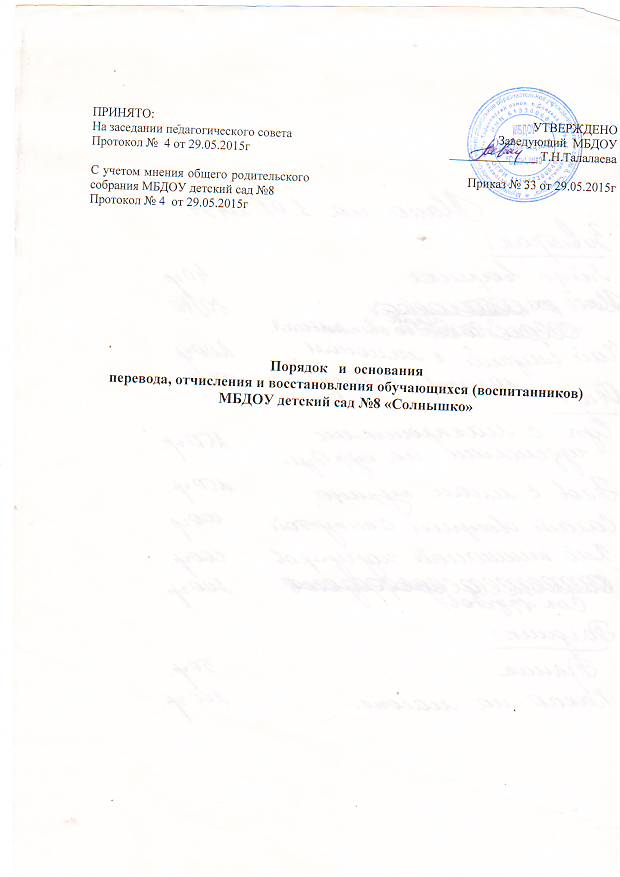 ПРИНЯТО:
На заседании педагогического совета
Протокол № 4 от 29.05.2015г
С учетом мнения общего родительского
собрания МБДОУ детский сад №8
Протокол № 4 от 29.05.2015г
УТВЕРЖДЕНО
Заведующий МБДОУ
Т.Н.Талалаева
Приказ № 33 от 29.05.2015г
Порядок и основания
перевода, отчисления и восстановления обучающихся (воспитанников)
МБДОУ детский сад №8 «Солнышко»